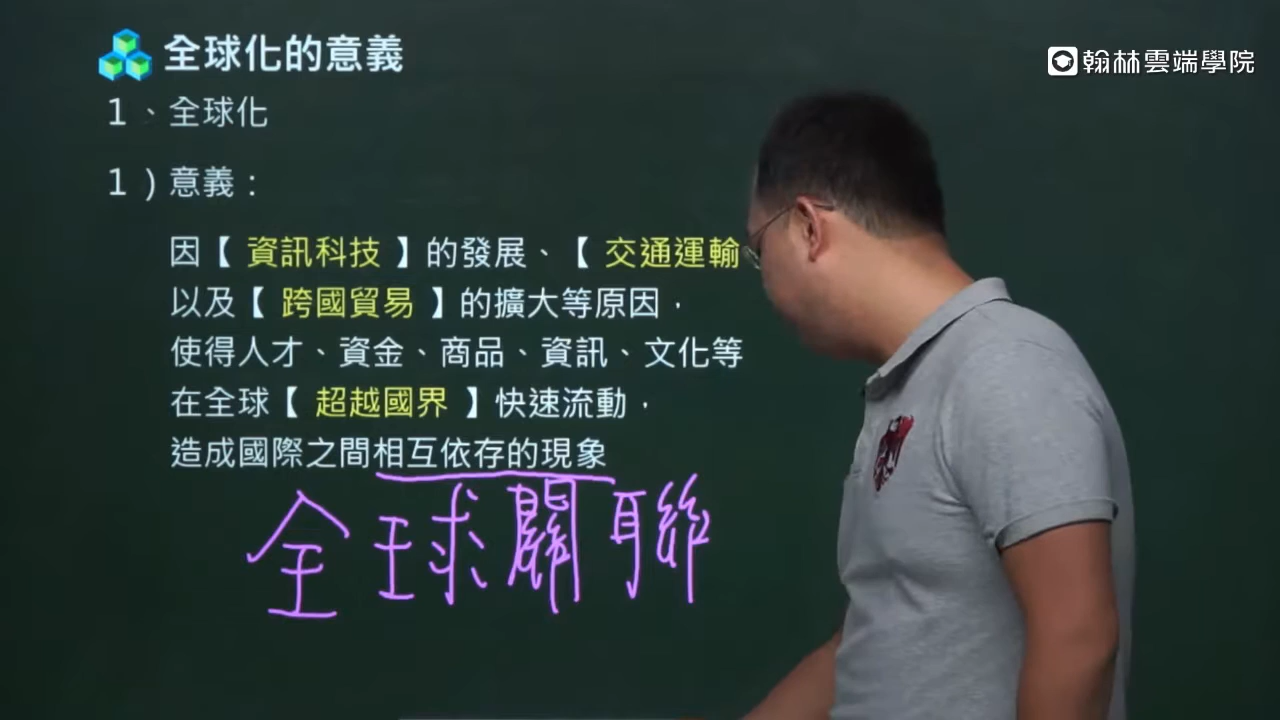 全球化的意義
翰林雲端學院
1、全球化
1)意義：
因【 資訊科技 】的發展、【 交通運輸
以及【 跨國貿易 】的擴大等原因，
使得人才、資金、商品、資訊、文化等
在全球【 超越國界 】快速流動，
造成國際之間相互依存的現象
全球關聯